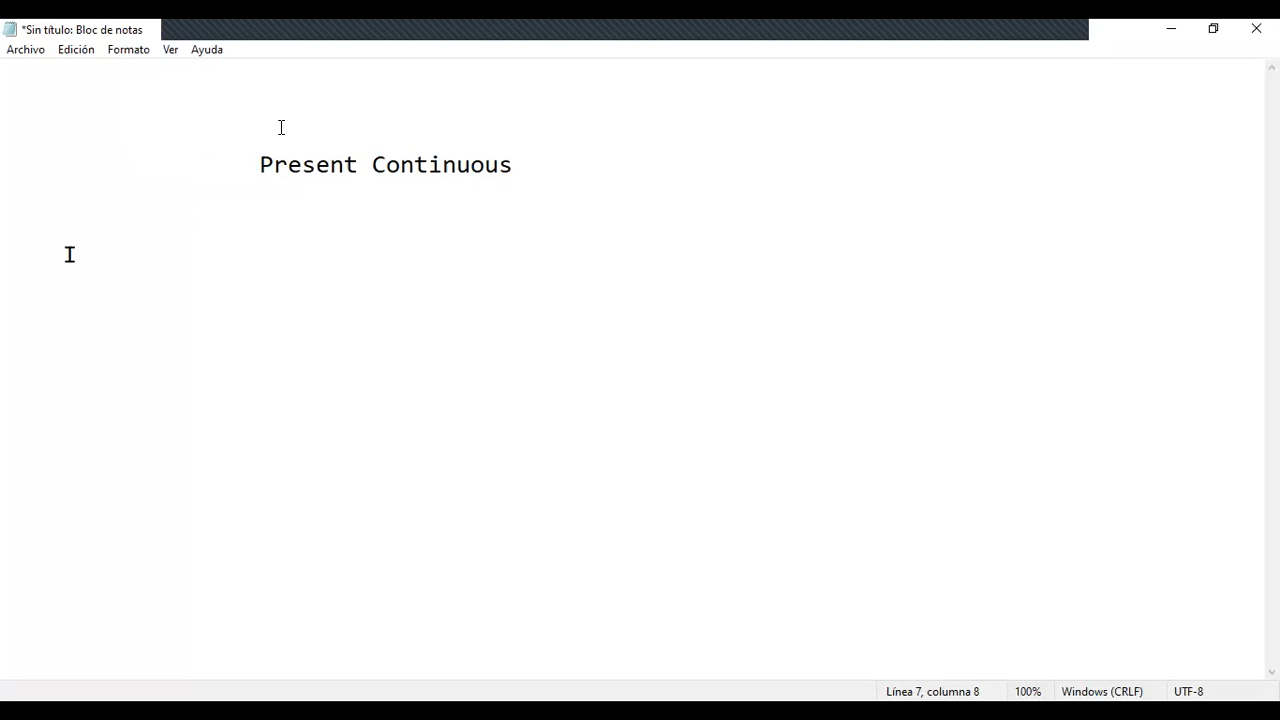 *Sin título: Bloc de notas
Archivo Edición Formato Ver Ayuda
Present Continuous
I
Línea 7, columna 8 100% Windows (CRLF) UTF-8